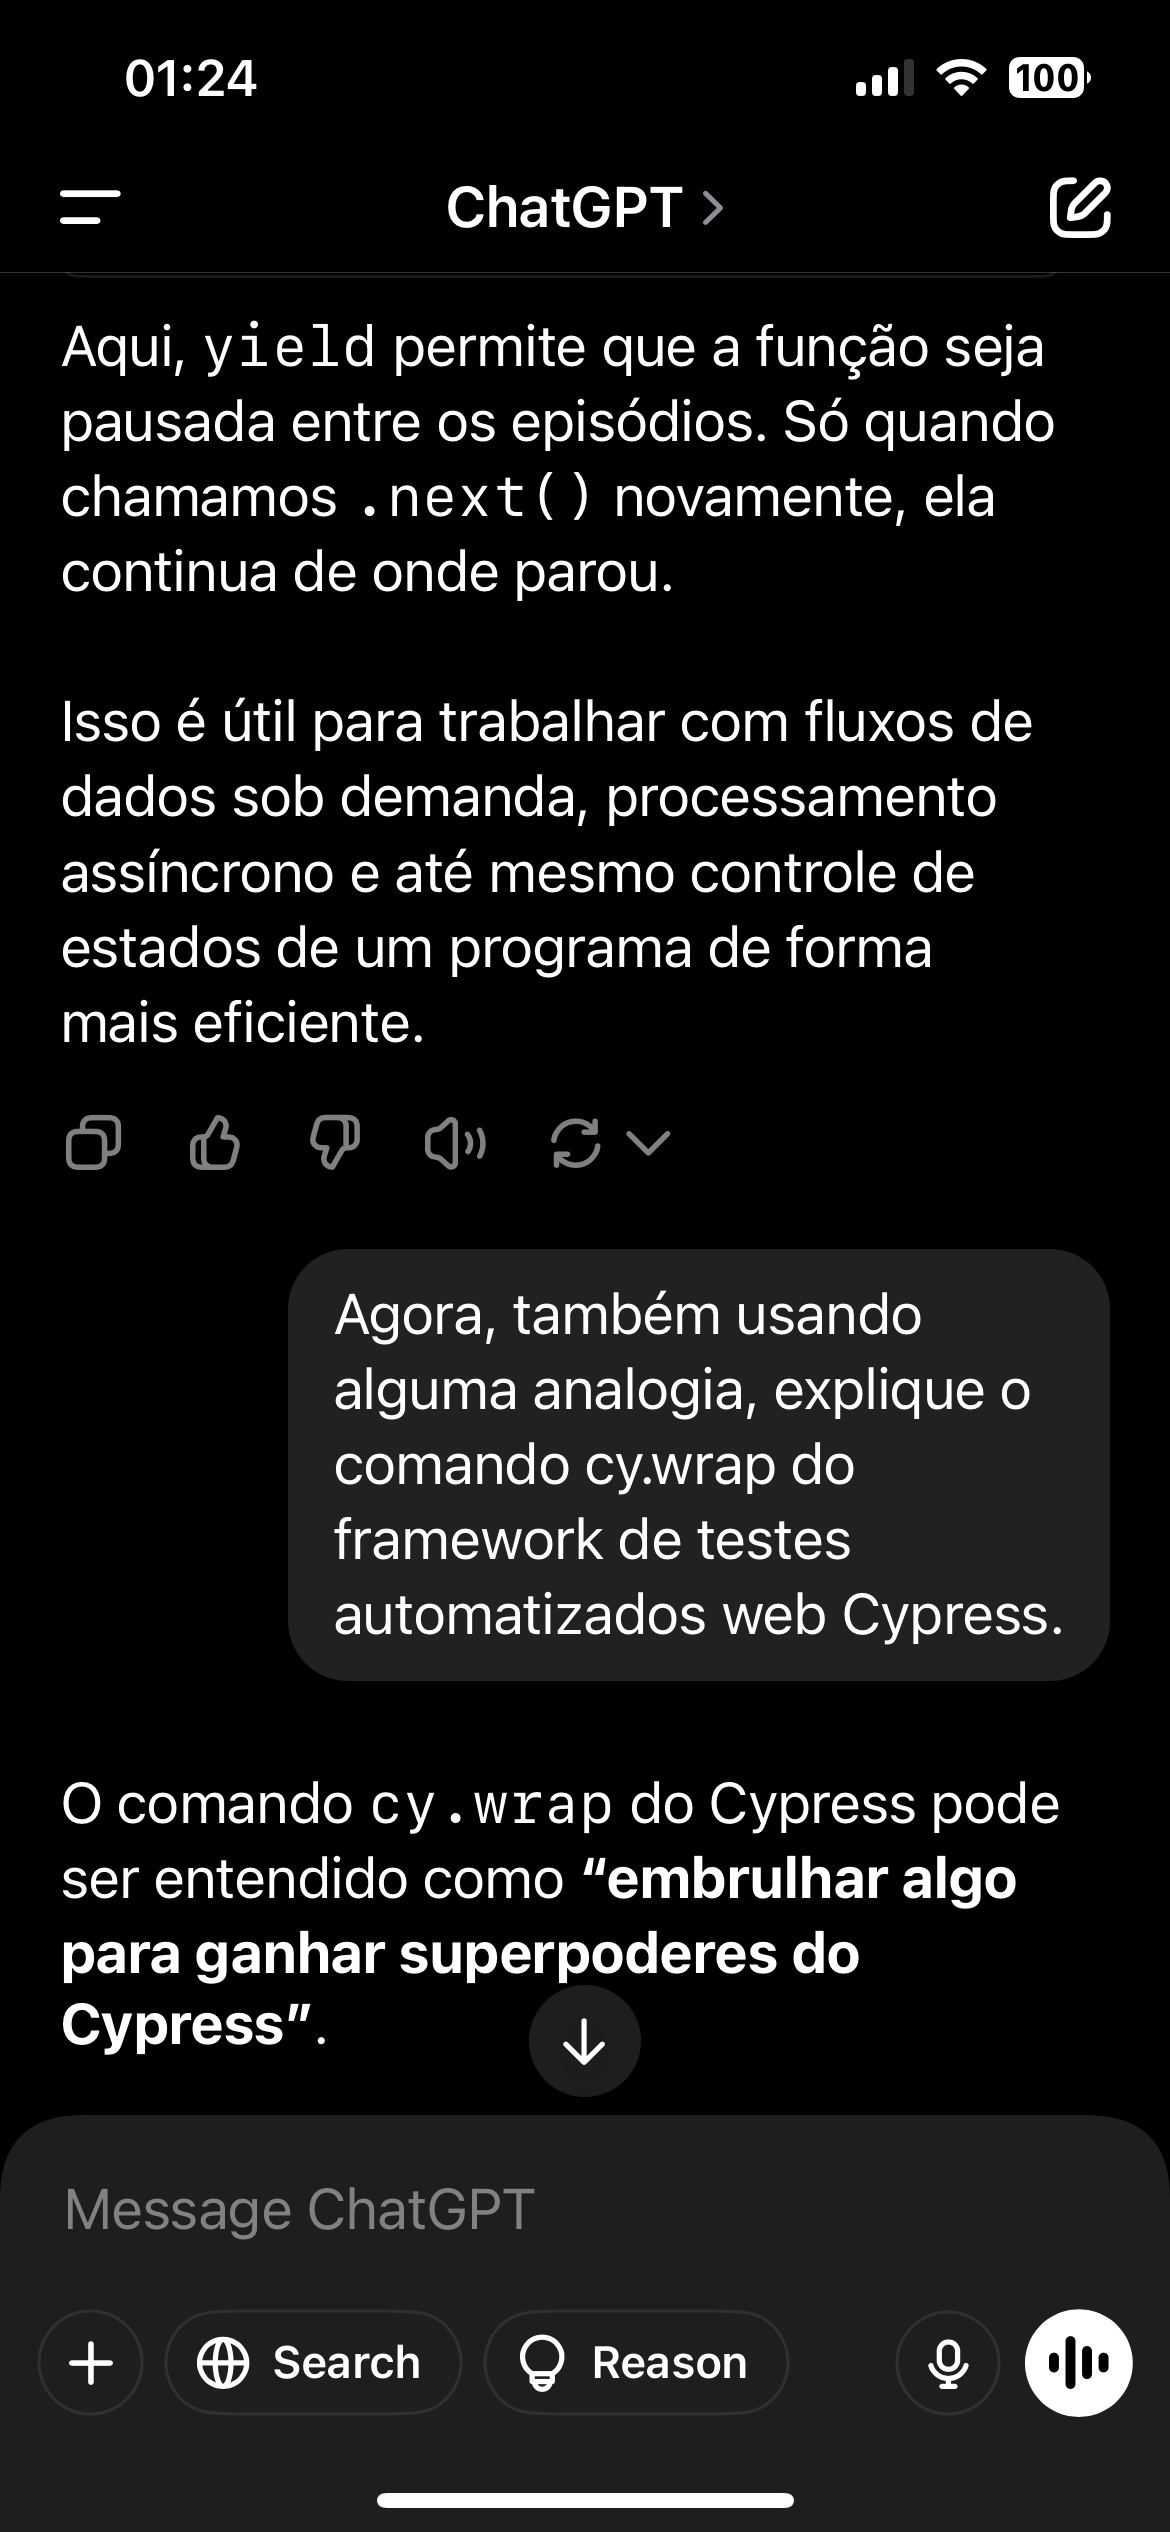 01:24
100
ChatGPT
Aqui, yield permite que a função seja
pausada entre os episódios. Só quando
chamamos .next() novamente, ela
continua de onde parou.
Isso é útil para trabalhar com fluxos de
dados sob demanda, processamento
assíncrono e até mesmo controle de
estados de um programa de forma
mais eficiente.
Agora, também usando
alguma analogia, explique o
comando cy.wrap do
framework de testes
automatizados web Cypress.
O comando cy.wrap do Cypress pode
ser entendido como “embrulhar algo
para ganhar superpoderes do
Cypress”.
Message ChatGPT
Search
Reason